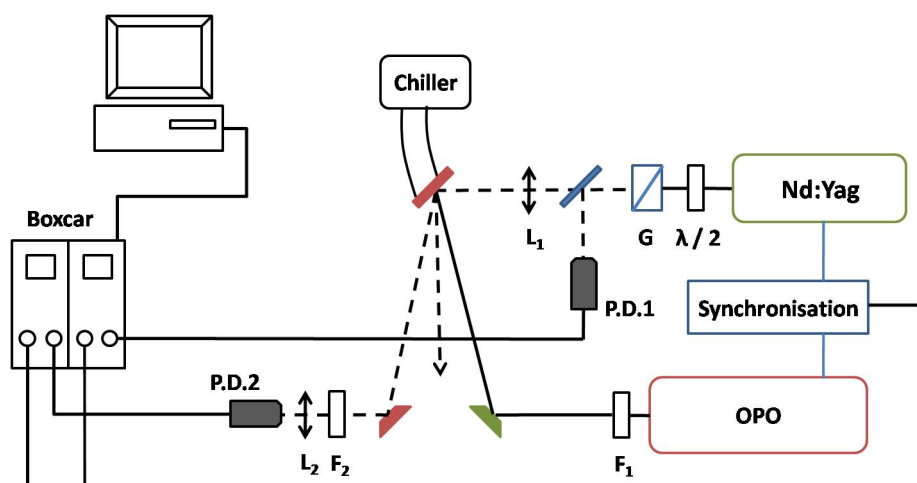 Chiller
Nd:Yag
Boxcar
L1
G
λ / 2
P.D.1
Synchronisation
P.D.2
OPO
L2
F2
F1